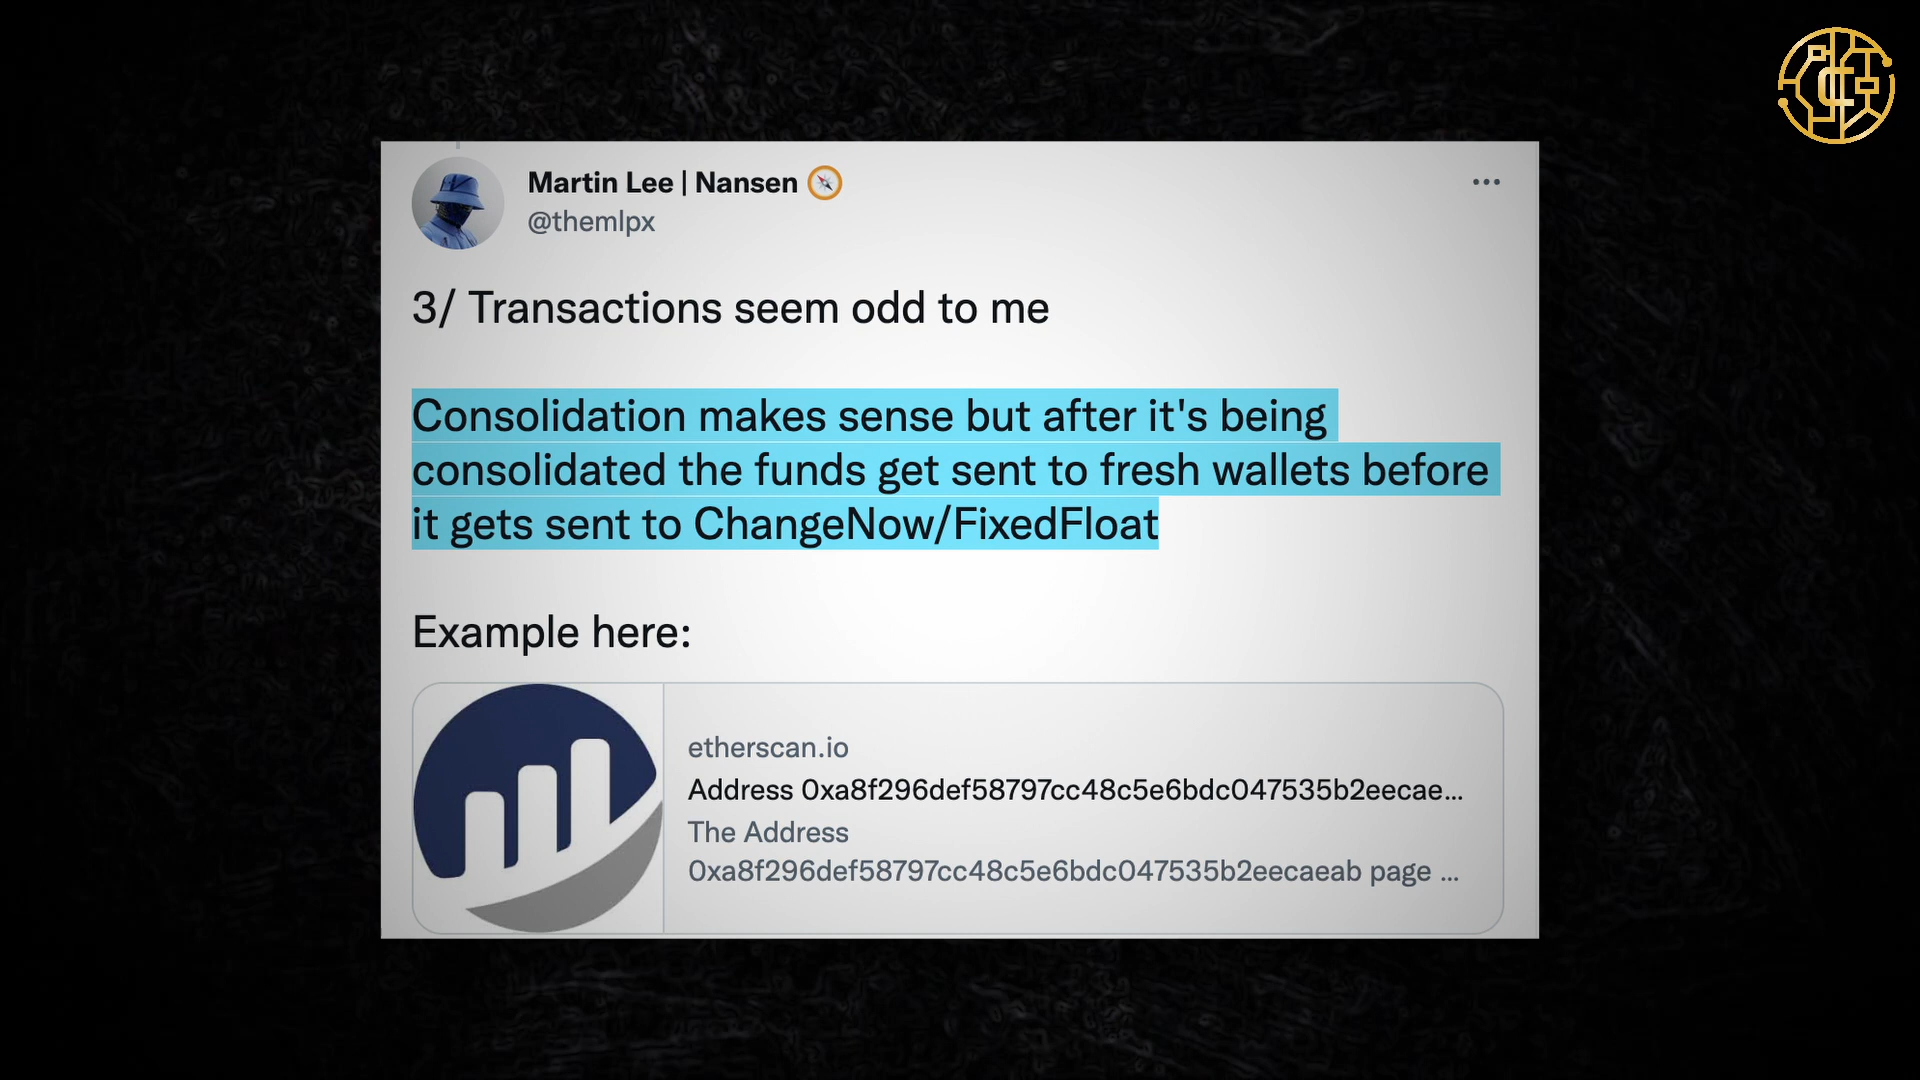 Martin Lee | Nansen
@themlpx
3/ Transactions seem odd to me
Consolidation makes sense but after it's being
consolidated the funds get sent to fresh wallets before
it gets sent to ChangeNow/FixedFloat
Example here:
etherscan.io
Address 0xa8f296def58797cc48c5e6bdc047535b2eecae...
The Address
0xa8f296def58797cc48c5e6bdc047535b2eecaeab page ...